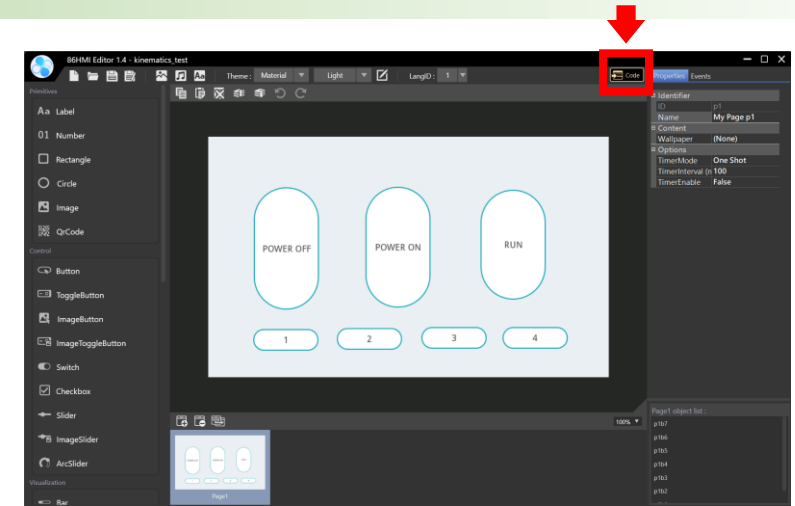 86HMI Editor 1.4 - kinematics_test
Theme : Material Light LangID : 1 Code
Properties Events
Primitives
Aa Label
01 Number
Rectangle
Circle
Image
QrCode
Control
Button
ToggleButton
ImageButton
ImageToggleButton
Switch
Checkbox
Slider
ImageSlider
ArcSlider
Visualization
Bar
POWER OFF
POWER ON
RUN
1 2 3 4
100%
Page1
Identifier
ID p1
Name My Page p1
Content
Wallpaper (None)
Options
TimerMode One Shot
TimerInterval (n 100
TimerEnable False
Page1 object list :
p1b7
p1b6
p1b5
p1b4
p1b3
p1b2